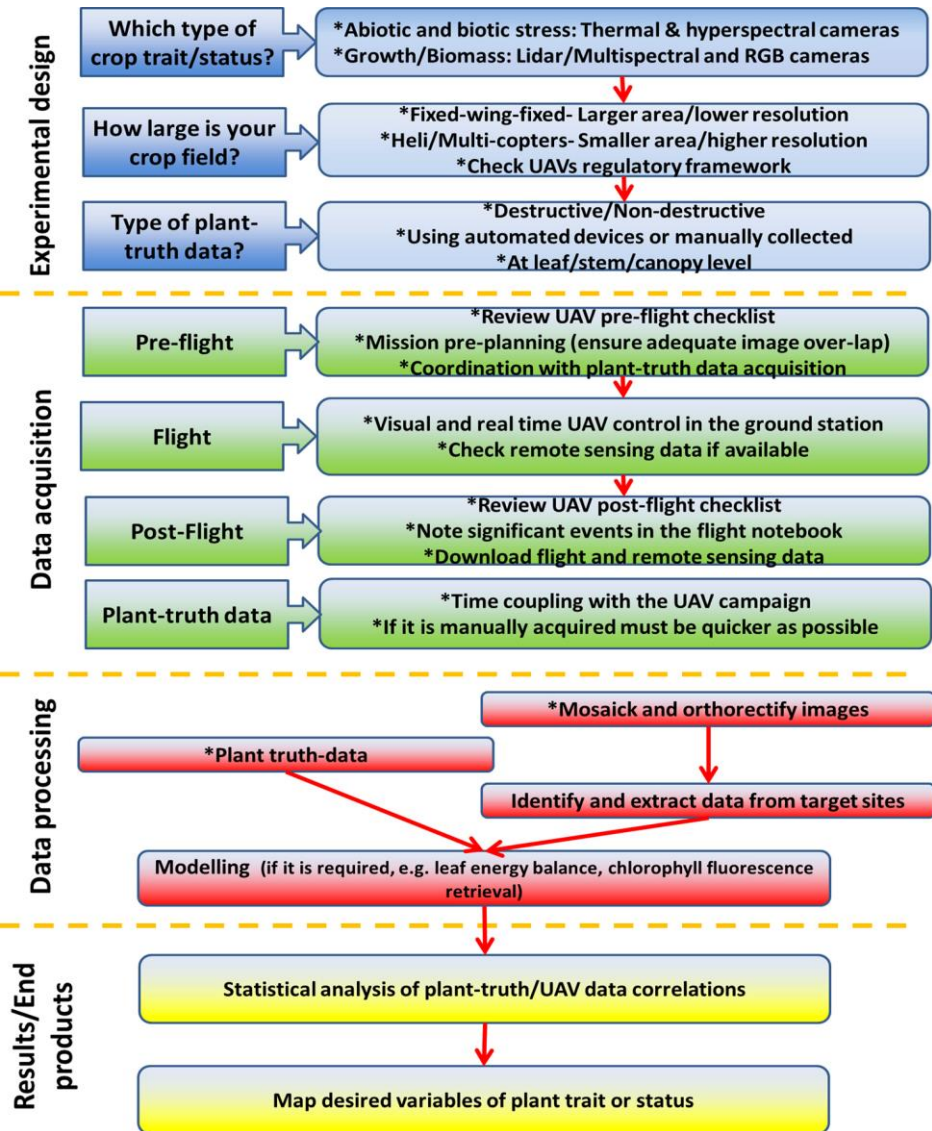 Experimental design
Which type of
crop trait/status?
*Abiotic and biotic stress: Thermal & hyperspectral cameras
*Growth/Biomass: Lidar/Multispectral and RGB cameras
How large is your
crop field?
*Fixed-wing-fixed- Larger area/lower resolution
*Heli/Multi-copters- Smaller area/higher resolution
*Check UAVs regulatory framework
Type of plant-
truth data?
*Destructive/Non-destructive
*Using automated devices or manually collected
*At leaf/stem/canopy level
Data acquisition
Pre-flight
*Review UAV pre-flight checklist
*Mission pre-planning (ensure adequate image over-lap)
*Coordination with plant-truth data acquisition
Flight
*Visual and real time UAV control in the ground station
*Check remote sensing data if available
Post-Flight
*Review UAV post-flight checklist
*Note significant events in the flight notebook
*Download flight and remote sensing data
Plant-truth data
*Time coupling with the UAV campaign
*If it is manually acquired must be quicker as possible
Data processing
*Mosaick and orthorectify images
*Plant truth-data
Identify and extract data from target sites
Modelling (if it is required, e.g. leaf energy balance, chlorophyll fluorescence
retrieval)
Results/End
products
Statistical analysis of plant-truth/UAV data correlations
Map desired variables of plant trait or status